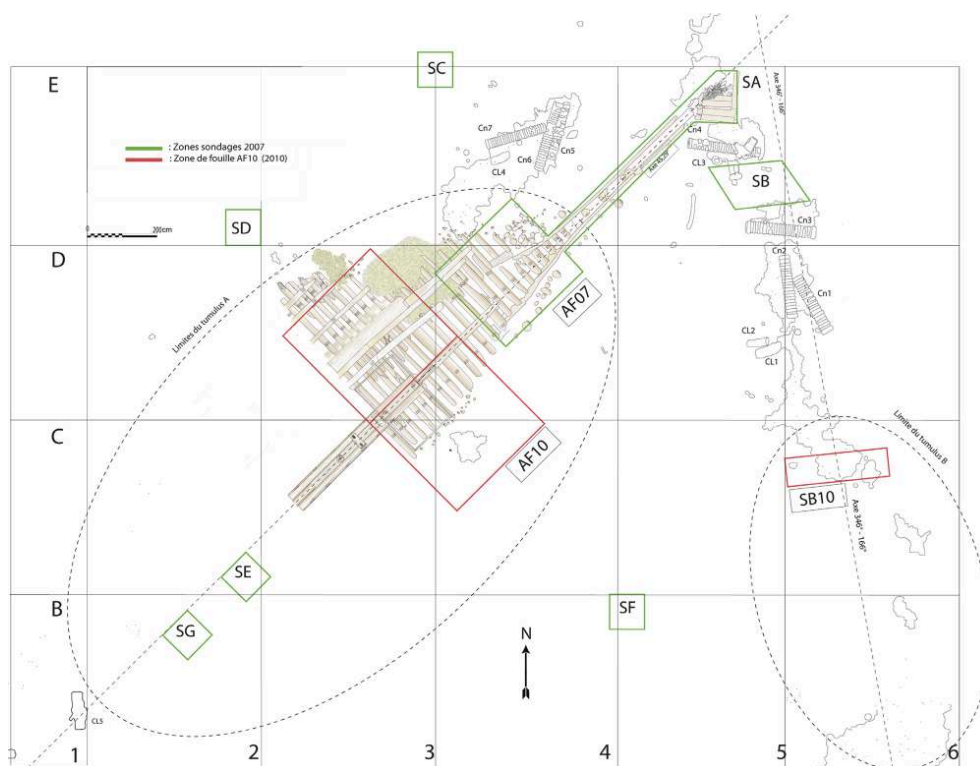 E
SC
SA
Axe 346°-166°
Cn7
Cn6
Cn5
CL4
Cn4
CL3
: Zones sondages 2007
: Zone de fouille AF10 (2010)
SB
200cm
SD
Cn3
D
Cn2
Cn1
CL2
CL1
AF07
Limites du tumulus A
C
AF10
Limite du tumulus B
SB10
Axe 346° - 166°
SE
B
SF
SG
N
CL5
1
2
3
4
5
6